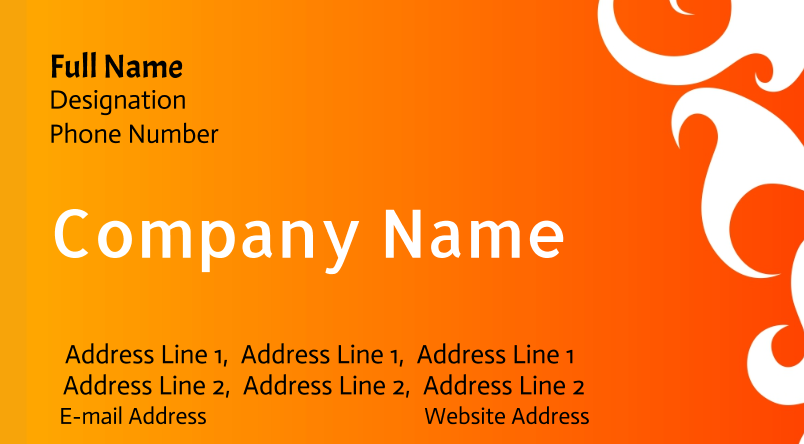 Full Name
Designation
Phone Number
Company Name
Address Line 1,  Address Line 1,  Address Line 1
Address Line 2,  Address Line 2,  Address Line 2
E-mail Address Website Address